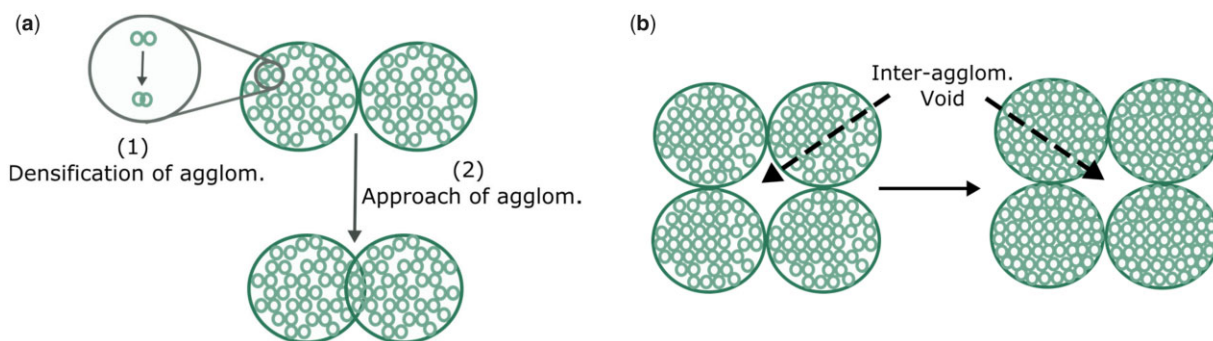 (a)
(1)
Densification of agglom.
(2)
Approach of agglom.
(b)
Inter-agglom.
Void